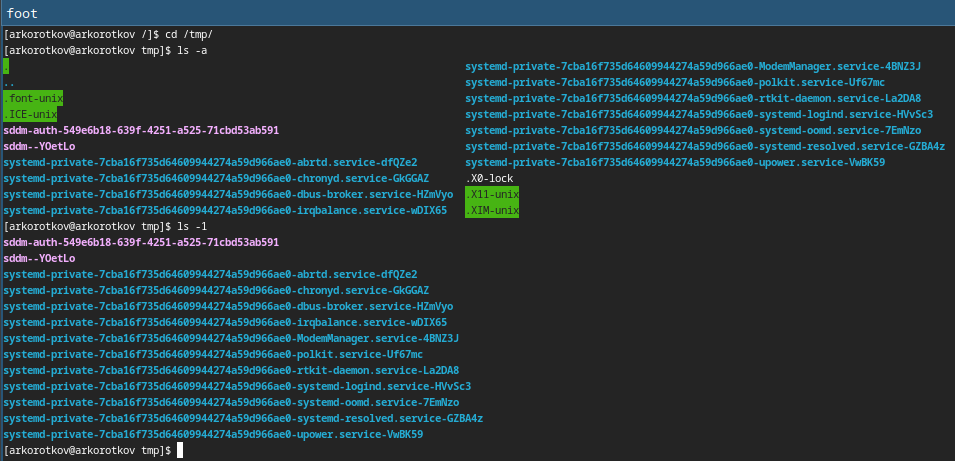 foot
[arkorotkov@arkorotkov /]$ cd /tmp/
[arkorotkov@arkorotkov tmp]$ ls -a
.
..
.font-unix
.ICE-unix
sddm-auth-549e6b18-639f-4251-a525-71cbd53ab591
sddm--YOetLo
systemd-private-7cba16f735d64609944274a59d966ae0-abrtd.service-dfQZe2
systemd-private-7cba16f735d64609944274a59d966ae0-chronyd.service-GkGGAZ
systemd-private-7cba16f735d64609944274a59d966ae0-dbus-broker.service-HZmVyo
systemd-private-7cba16f735d64609944274a59d966ae0-irqbalance.service-wDIX65
systemd-private-7cba16f735d64609944274a59d966ae0-ModemManager.service-4BNZ3J
systemd-private-7cba16f735d64609944274a59d966ae0-polkit.service-Uf67mc
systemd-private-7cba16f735d64609944274a59d966ae0-rtkit-daemon.service-La2DA8
systemd-private-7cba16f735d64609944274a59d966ae0-systemd-logind.service-HVvSc3
systemd-private-7cba16f735d64609944274a59d966ae0-systemd-oomd.service-7EmNzo
systemd-private-7cba16f735d64609944274a59d966ae0-systemd-resolved.service-GZBA4z
systemd-private-7cba16f735d64609944274a59d966ae0-upower.service-VwBK59
.X0-lock
.X11-unix
.XIM-unix
[arkorotkov@arkorotkov tmp]$ ls -1
sddm-auth-549e6b18-639f-4251-a525-71cbd53ab591
sddm--YOetLo
systemd-private-7cba16f735d64609944274a59d966ae0-abrtd.service-dfQZe2
systemd-private-7cba16f735d64609944274a59d966ae0-chronyd.service-GkGGAZ
systemd-private-7cba16f735d64609944274a59d966ae0-dbus-broker.service-HZmVyo
systemd-private-7cba16f735d64609944274a59d966ae0-irqbalance.service-wDIX65
systemd-private-7cba16f735d64609944274a59d966ae0-ModemManager.service-4BNZ3J
systemd-private-7cba16f735d64609944274a59d966ae0-polkit.service-Uf67mc
systemd-private-7cba16f735d64609944274a59d966ae0-rtkit-daemon.service-La2DA8
systemd-private-7cba16f735d64609944274a59d966ae0-systemd-logind.service-HVvSc3
systemd-private-7cba16f735d64609944274a59d966ae0-systemd-oomd.service-7EmNzo
systemd-private-7cba16f735d64609944274a59d966ae0-systemd-resolved.service-GZBA4z
systemd-private-7cba16f735d64609944274a59d966ae0-upower.service-VwBK59
[arkorotkov@arkorotkov tmp]$